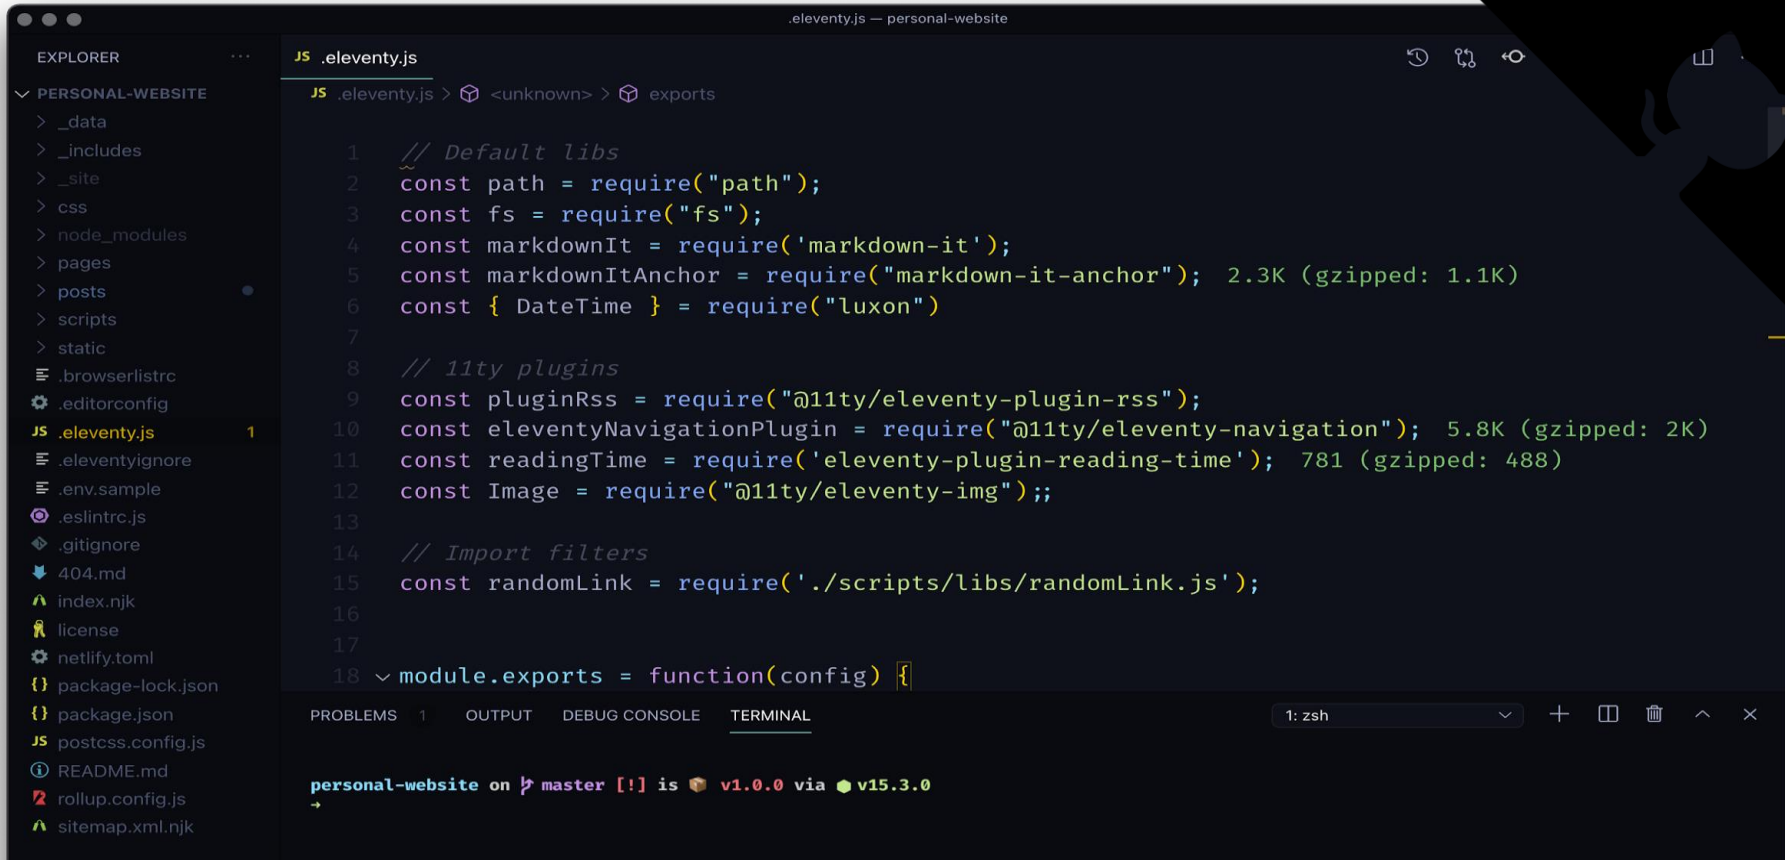 .eleventy.js — personal-website
EXPLORER
PERSONAL-WEBSITE
_data
_includes
_site
css
node_modules
pages
posts
scripts
static
.browserlistrc
.editorconfig
.eleventy.js 1
.eleventyignore
.env.sample
.eslintrc.js
.gitignore
404.md
index.njk
license
netlify.toml
package-lock.json
package.json
postcss.config.js
README.md
rollup.config.js
sitemap.xml.njk
JS .eleventy.js
JS .eleventy.js > <unknown> > exports
1 // Default libs
2 const path = require("path");
3 const fs = require("fs");
4 const markdownIt = require('markdown-it');
5 const markdownItAnchor = require("markdown-it-anchor"); 2.3K (gzipped: 1.1K)
6 const { DateTime } = require("luxon")
7
8 // 11ty plugins
9 const pluginRss = require("@11ty/eleventy-plugin-rss");
10 const eleventyNavigationPlugin = require("@11ty/eleventy-navigation"); 5.8K (gzipped: 2K)
11 const readingTime = require('eleventy-plugin-reading-time'); 781 (gzipped: 488)
12 const Image = require("@11ty/eleventy-img");;
13
14 // Import filters
15 const randomLink = require('./scripts/libs/randomLink.js');
16
17
18 module.exports = function(config) {
PROBLEMS 1 OUTPUT DEBUG CONSOLE TERMINAL 1: zsh
personal-website on master [!] is 📦 v1.0.0 via v15.3.0
➜